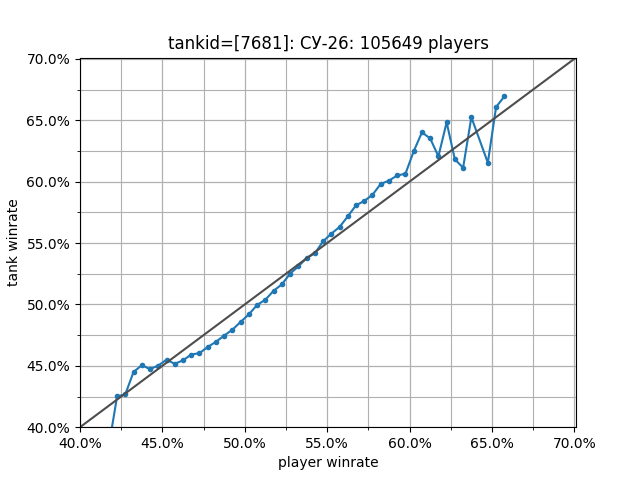 tankid=[7681]: СУ-26: 105649 players
70.0%
65.0%
60.0%
55.0%
50.0%
45.0%
40.0%
tank winrate
40.0% 45.0% 50.0% 55.0% 60.0% 65.0% 70.0%
player winrate